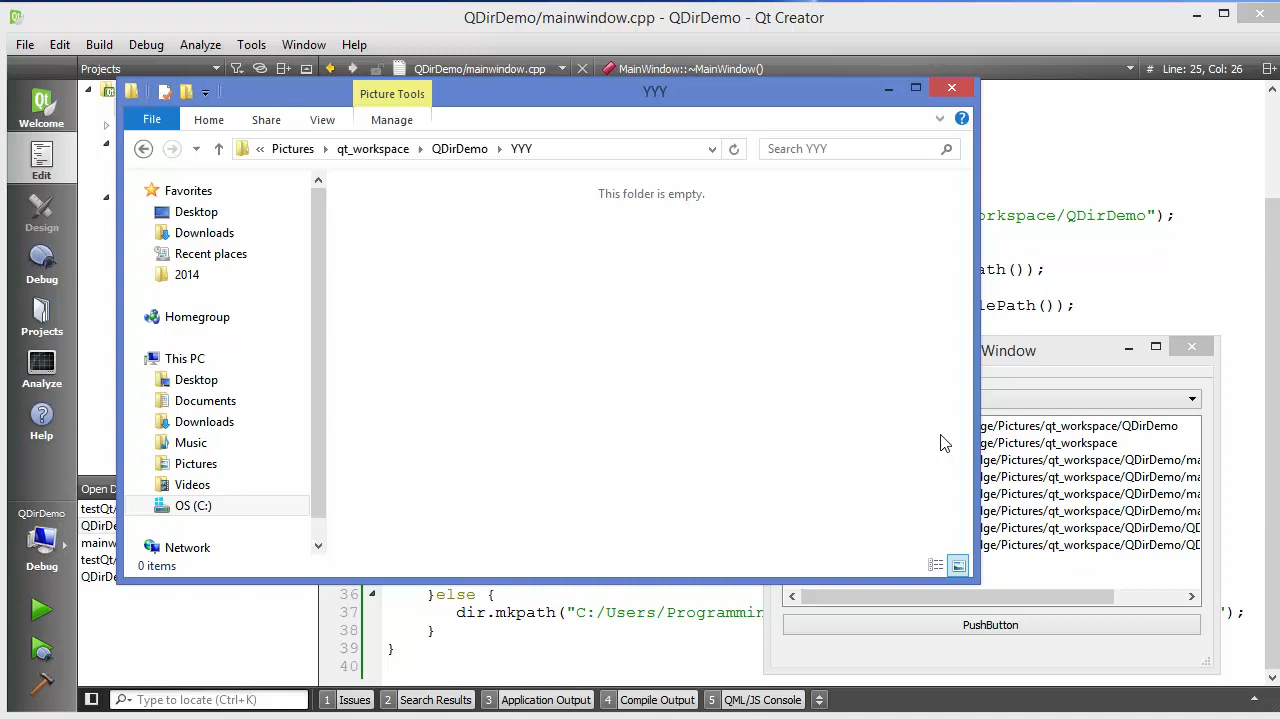 QDirDemo/mainwindow.cpp - QDirDemo - Qt Creator
File Edit Build Debug Analyze Tools Window Help
Projects QDirDemo/mainwindow.cpp MainWindow::~MainWindow() # Line: 25, Col: 26
Welcome
Edit
Design
Debug
Projects
Analyze
Help
QDirDemo
Debug
Picture Tools YYY
File Home Share View Manage
« Pictures qt_workspace QDirDemo YYY Search YYY
This folder is empty.
Favorites
Desktop
Downloads
Recent places
2014
Homegroup
This PC
Desktop
Documents
Downloads
Music
Pictures
Videos
OS (C:)
Network
0 items
orkspace/QDirDemo");
ath());
lePath());
Window
ge/Pictures/qt_workspace/QDirDemo
ge/Pictures/qt_workspace
ge/Pictures/qt_workspace/QDirDemo/ma
ge/Pictures/qt_workspace/QDirDemo/ma
ge/Pictures/qt_workspace/QDirDemo/ma
ge/Pictures/qt_workspace/QDirDemo/ma
ge/Pictures/qt_workspace/QDirDemo/QD
ge/Pictures/qt_workspace/QDirDemo/QD
PushButton
Open D
testQt/
QDirDe
mainw
testQt/
QDirDe
36 }else {
37 dir.mkpath("C:/Users/Programmin ");
38 }
39 }
40
Type to locate (Ctrl+K) 1 Issues 2 Search Results 3 Application Output 4 Compile Output 5 QML/JS Console